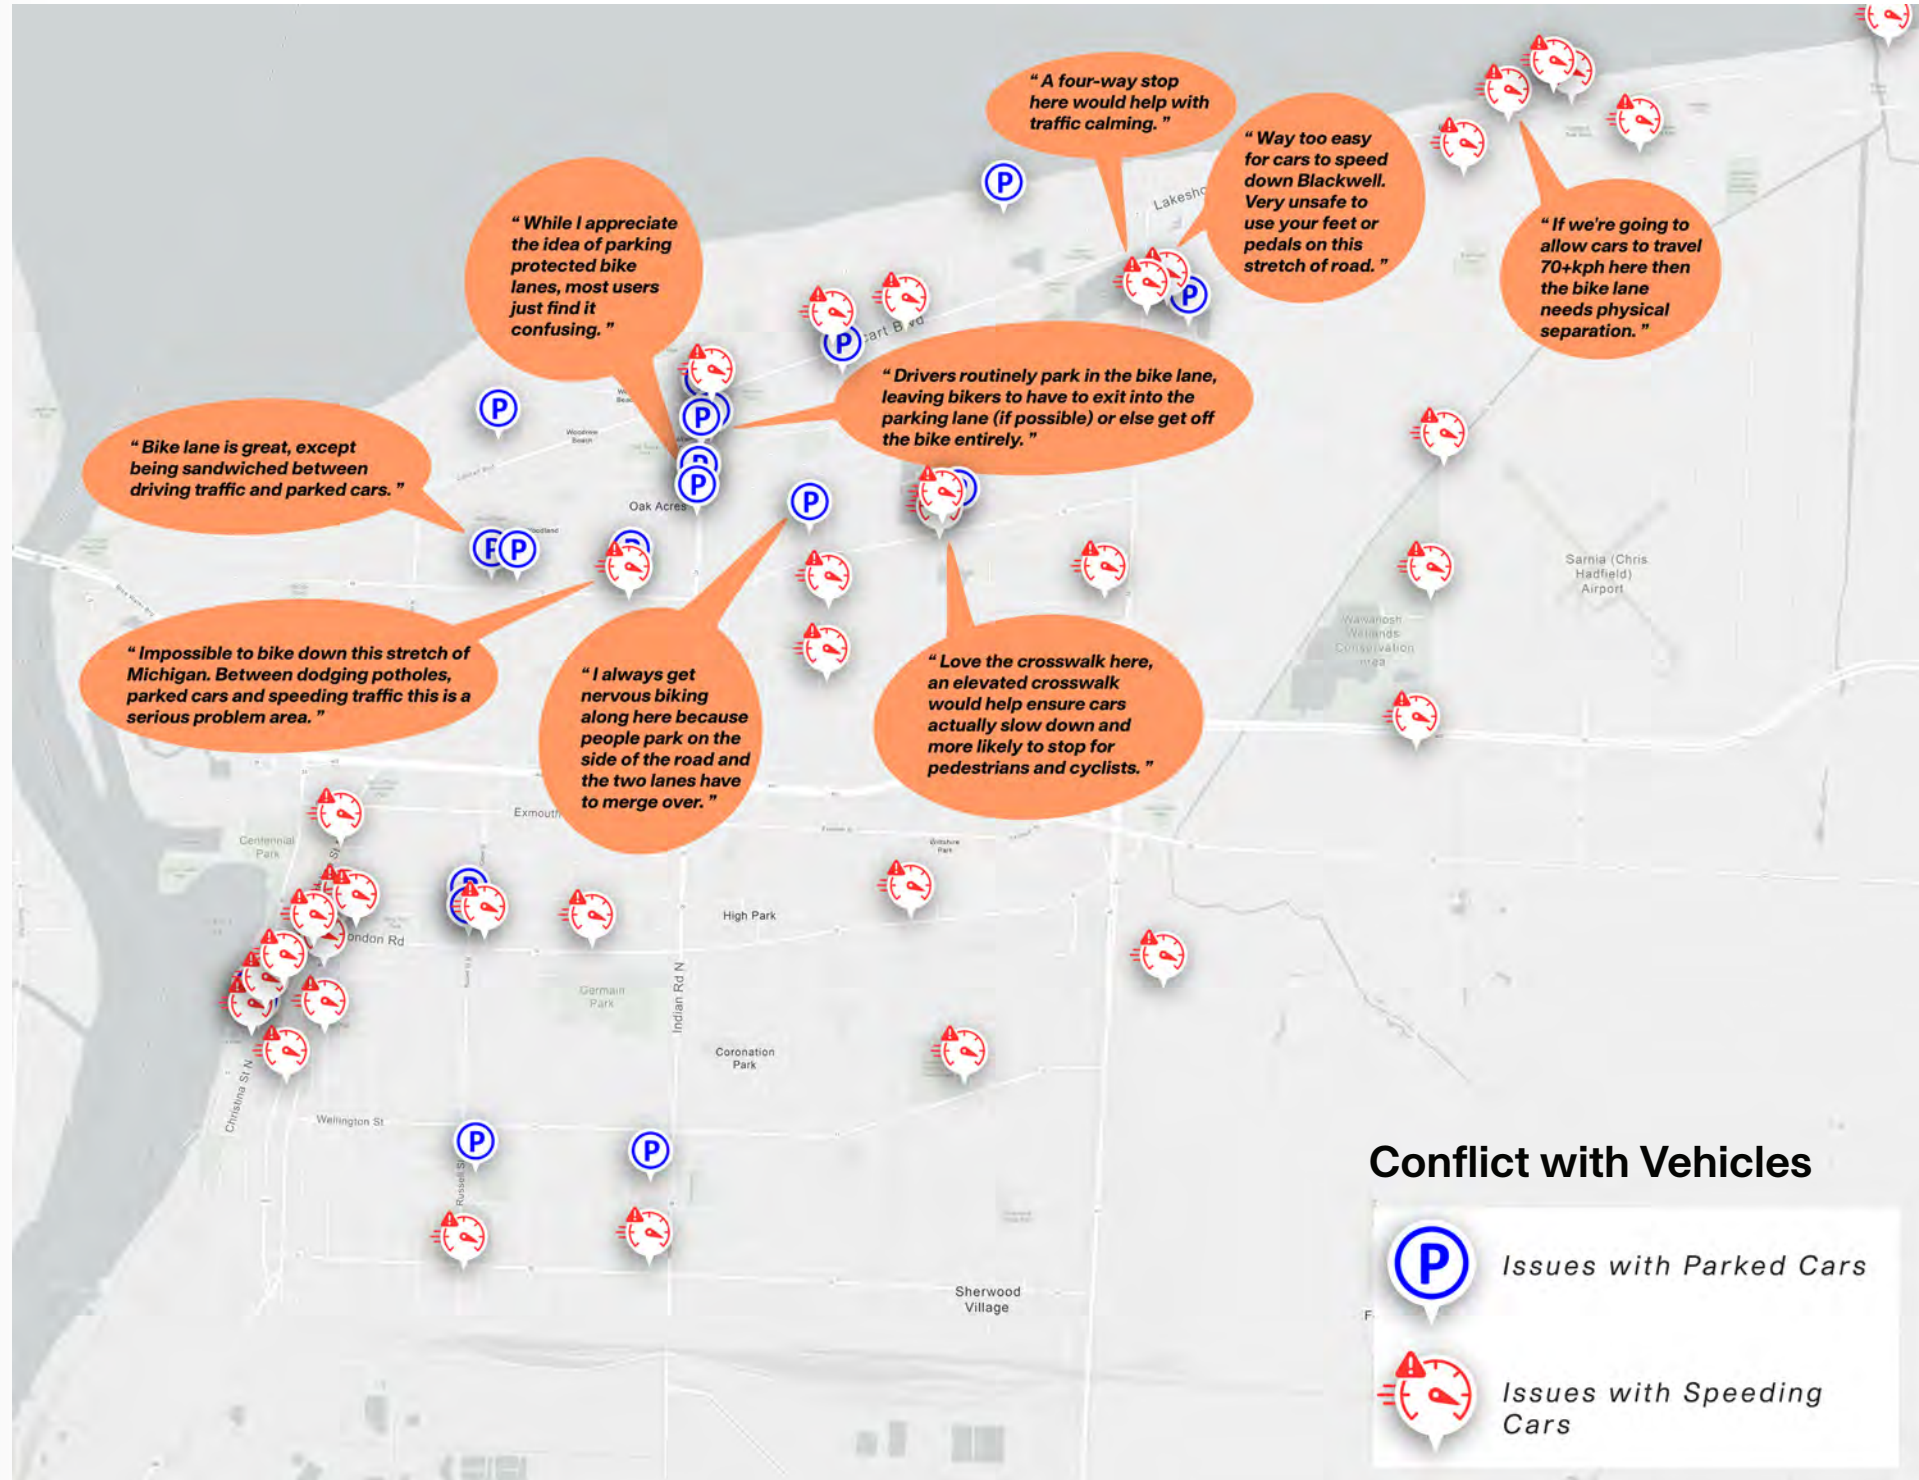 “ A four-way stop
here would help with
traffic calming. ”
“ Way too easy
for cars to speed
down Blackwell.
Very unsafe to
use your feet or
pedals on this
stretch of road. ”
“ If we're going to
allow cars to travel
70+kph here then
the bike lane
needs physical
separation. ”
“ While I appreciate
the idea of parking
protected bike
lanes, most users
just find it
confusing. ”
“ Drivers routinely park in the bike lane,
leaving bikers to have to exit into the
parking lane (if possible) or else get off
the bike entirely. ”
“ Bike lane is great, except
being sandwiched between
driving traffic and parked cars. ”
“ Impossible to bike down this stretch of
Michigan. Between dodging potholes,
parked cars and speeding traffic this is a
serious problem area. ”
“ I always get
nervous biking
along here because
people park on the
side of the road and
the two lanes have
to merge over. ”
“ Love the crosswalk here,
an elevated crosswalk
would help ensure cars
actually slow down and
more likely to stop for
pedestrians and cyclists. ”
Woodrow
Beach
Oak Acres
Sarnia (Chris
Hadfield)
Airport
Wawanosh
Wetlands
Conservation
Area
Exmouth
Centennial
Park
Wiltshire
Park
High Park
Germain
Park
Indian Rd N
Coronation
Park
Christina St N
Wellington St
Russell St
Sherwood
Village
Conflict with Vehicles
P
Issues with Parked Cars
Issues with Speeding
Cars